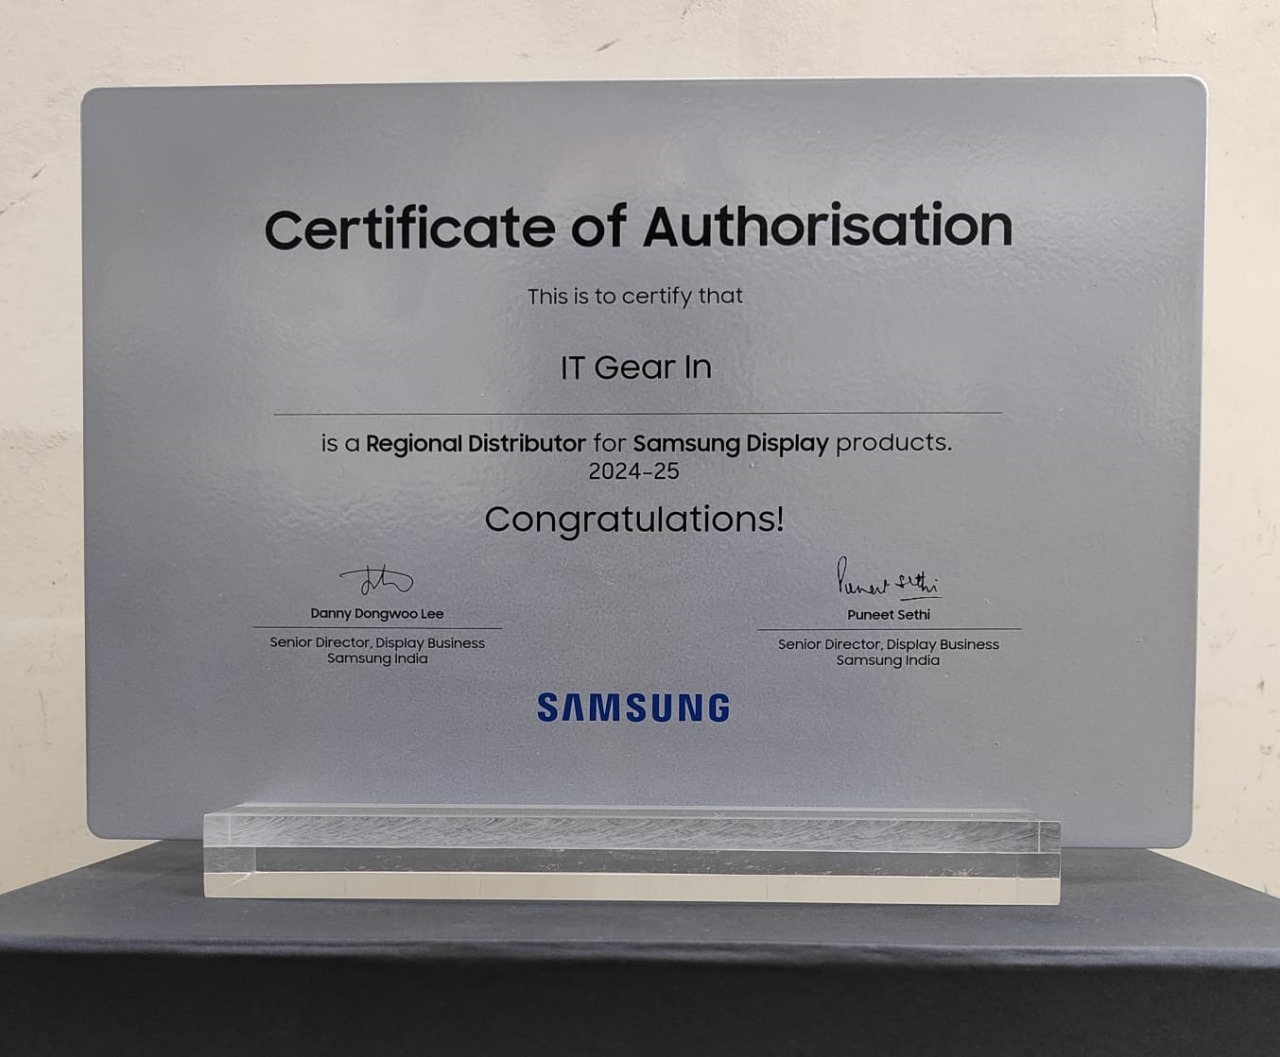 Certificate of Authorisation
This is to certify that
IT Gear In
is a Regional Distributor for Samsung Display products.
2024-25
Congratulations!
Puneet Sethi
Danny Dongwoo Lee
Puneet Sethi
Senior Director, Display Business
Samsung India
Senior Director, Display Business
Samsung India
SAMSUNG